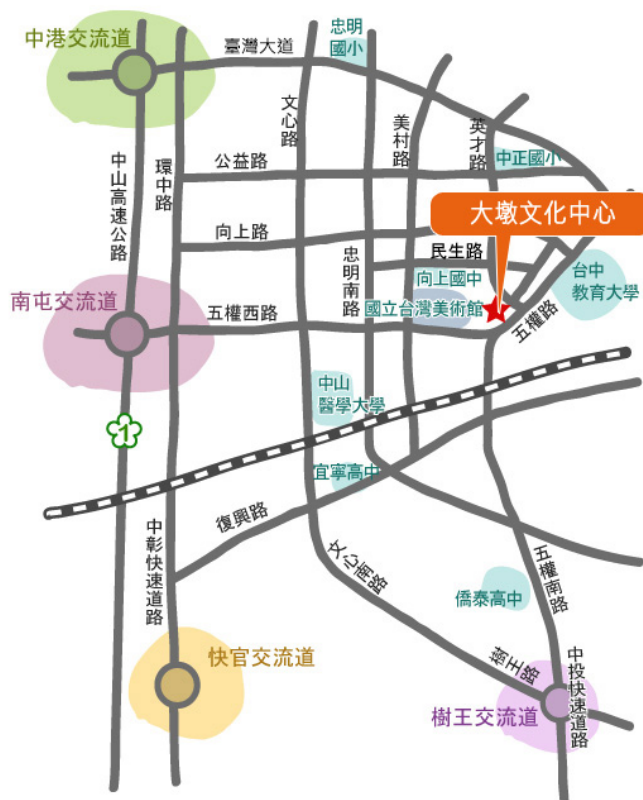 忠明
國小
中港交流道
臺灣大道
文心路
美村路
英才路
中正國小
公益路
中山高速公路
環中路
大墩文化中心
向上路
民生路
忠明南路
向上國中
台中
教育大學
南屯交流道
五權西路
國立台灣美術館
五權路
中山
醫學大學
1
宜寧高中
復興路
中彰快速道路
文心南路
五權南路
僑泰高中
快官交流道
樹王路
中投快速道路
樹王交流道